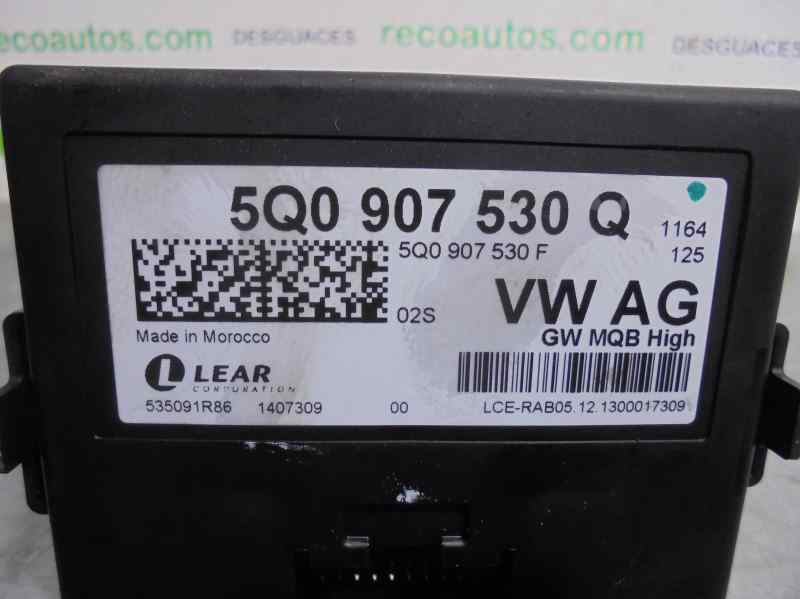 recoautos.com DESGUACES recoautos.com DESGUACES
5Q0 907 530 Q 1164
5Q0 907 530 F 125
02S VW AG
Made in Morocco GW MQB High
LEAR
CORPORATION
535091R86 1407309 00 LCE-RAB05.12.1300017309